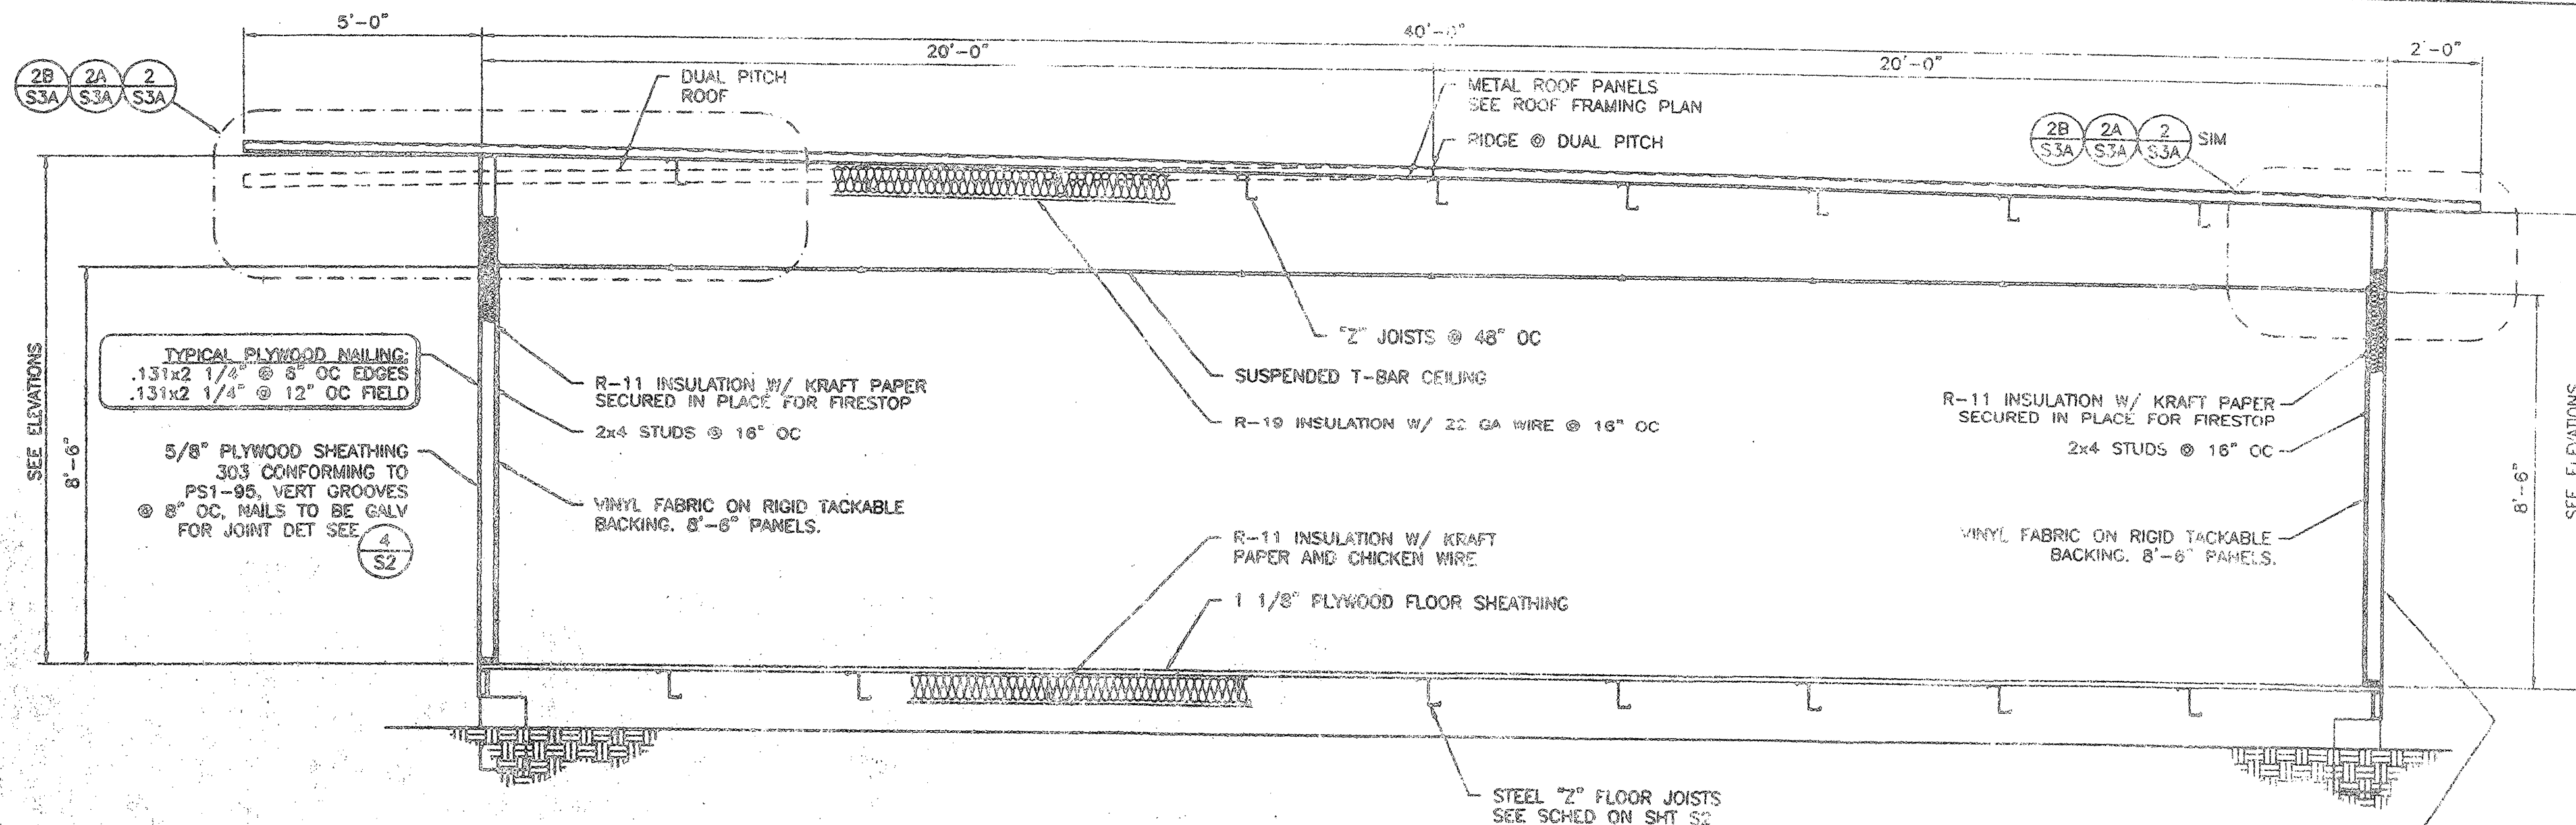 5'-0"
40'-0"
20'-0"
20'-0"
2'-0"
2B
S3A
2A
S3A
2
S3A
DUAL PITCH
ROOF
METAL ROOF PANELS
SEE ROOF FRAMING PLAN
RIDGE @ DUAL PITCH
2B
S3A
2A
S3A
2
S3A
SIM
SEE ELEVATIONS
8'-6"
TYPICAL PLYWOOD NAILING:
.131x2 1/4" @ 6" OC EDGES
.131x2 1/4" @ 12" OC FIELD
5/8" PLYWOOD SHEATHING
303 CONFORMING TO
PS1-95, VERT GROOVES
@ 8" OC, NAILS TO BE GALV
FOR JOINT DET SEE
4
S2
R-11 INSULATION W/ KRAFT PAPER
SECURED IN PLACE FOR FIRESTOP
2x4 STUDS @ 16" OC
VINYL FABRIC ON RIGID TACKABLE
BACKING. 8'-6" PANELS.
"Z" JOISTS @ 48" OC
SUSPENDED T-BAR CEILING
R-19 INSULATION W/ 22 GA WIRE @ 16" OC
R-11 INSULATION W/ KRAFT
PAPER AND CHICKEN WIRE
1 1/8" PLYWOOD FLOOR SHEATHING
STEEL "Z" FLOOR JOISTS
SEE SCHED ON SHT S2
R-11 INSULATION W/ KRAFT PAPER
SECURED IN PLACE FOR FIRESTOP
2x4 STUDS @ 16" OC
VINYL FABRIC ON RIGID TACKABLE
BACKING. 8'-6" PANELS.
8'-6"
SEE ELEVATIONS